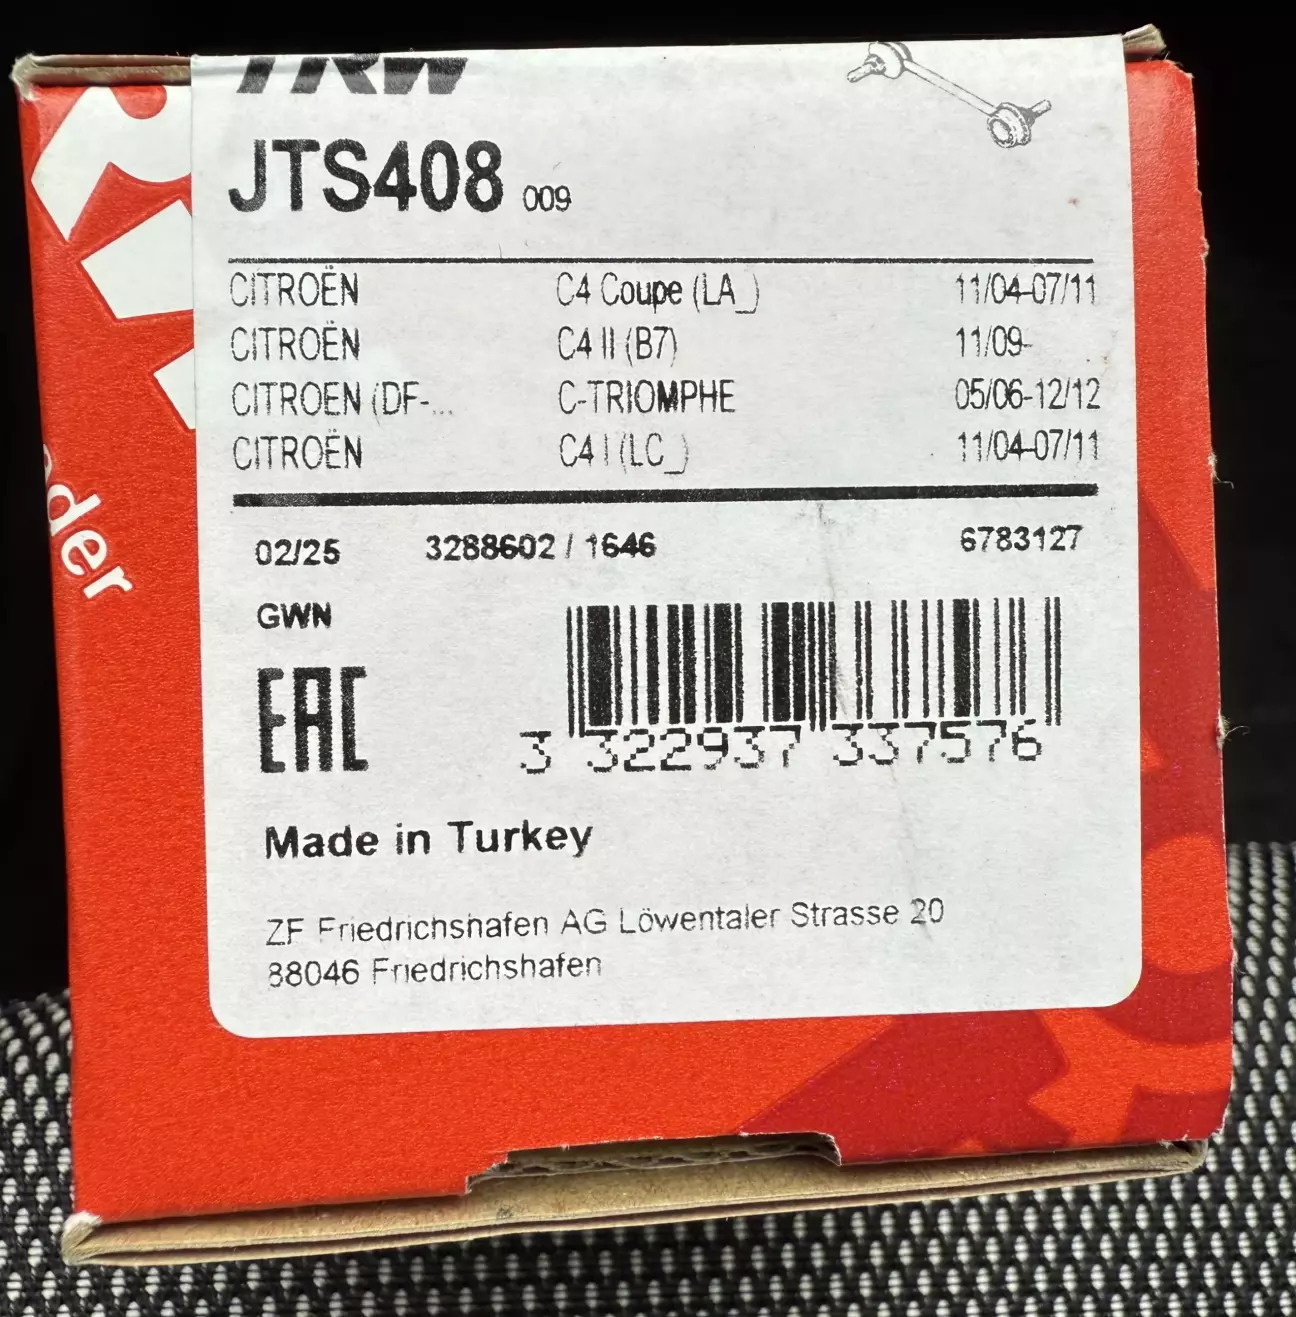 TRW
JTS408 009
CITROËN C4 Coupe (LA_) 11/04-07/11
CITROËN C4 II (B7) 11/09-
CITROEN (DF-... C-TRIOMPHE 05/06-12/12
CITROËN C4 I (LC_) 11/04-07/11
02/25 3288602 / 1646 6783127
GWN
EAC
3 322937 337576
Made in Turkey
ZF Friedrichshafen AG Löwentaler Strasse 20
88046 Friedrichshafen